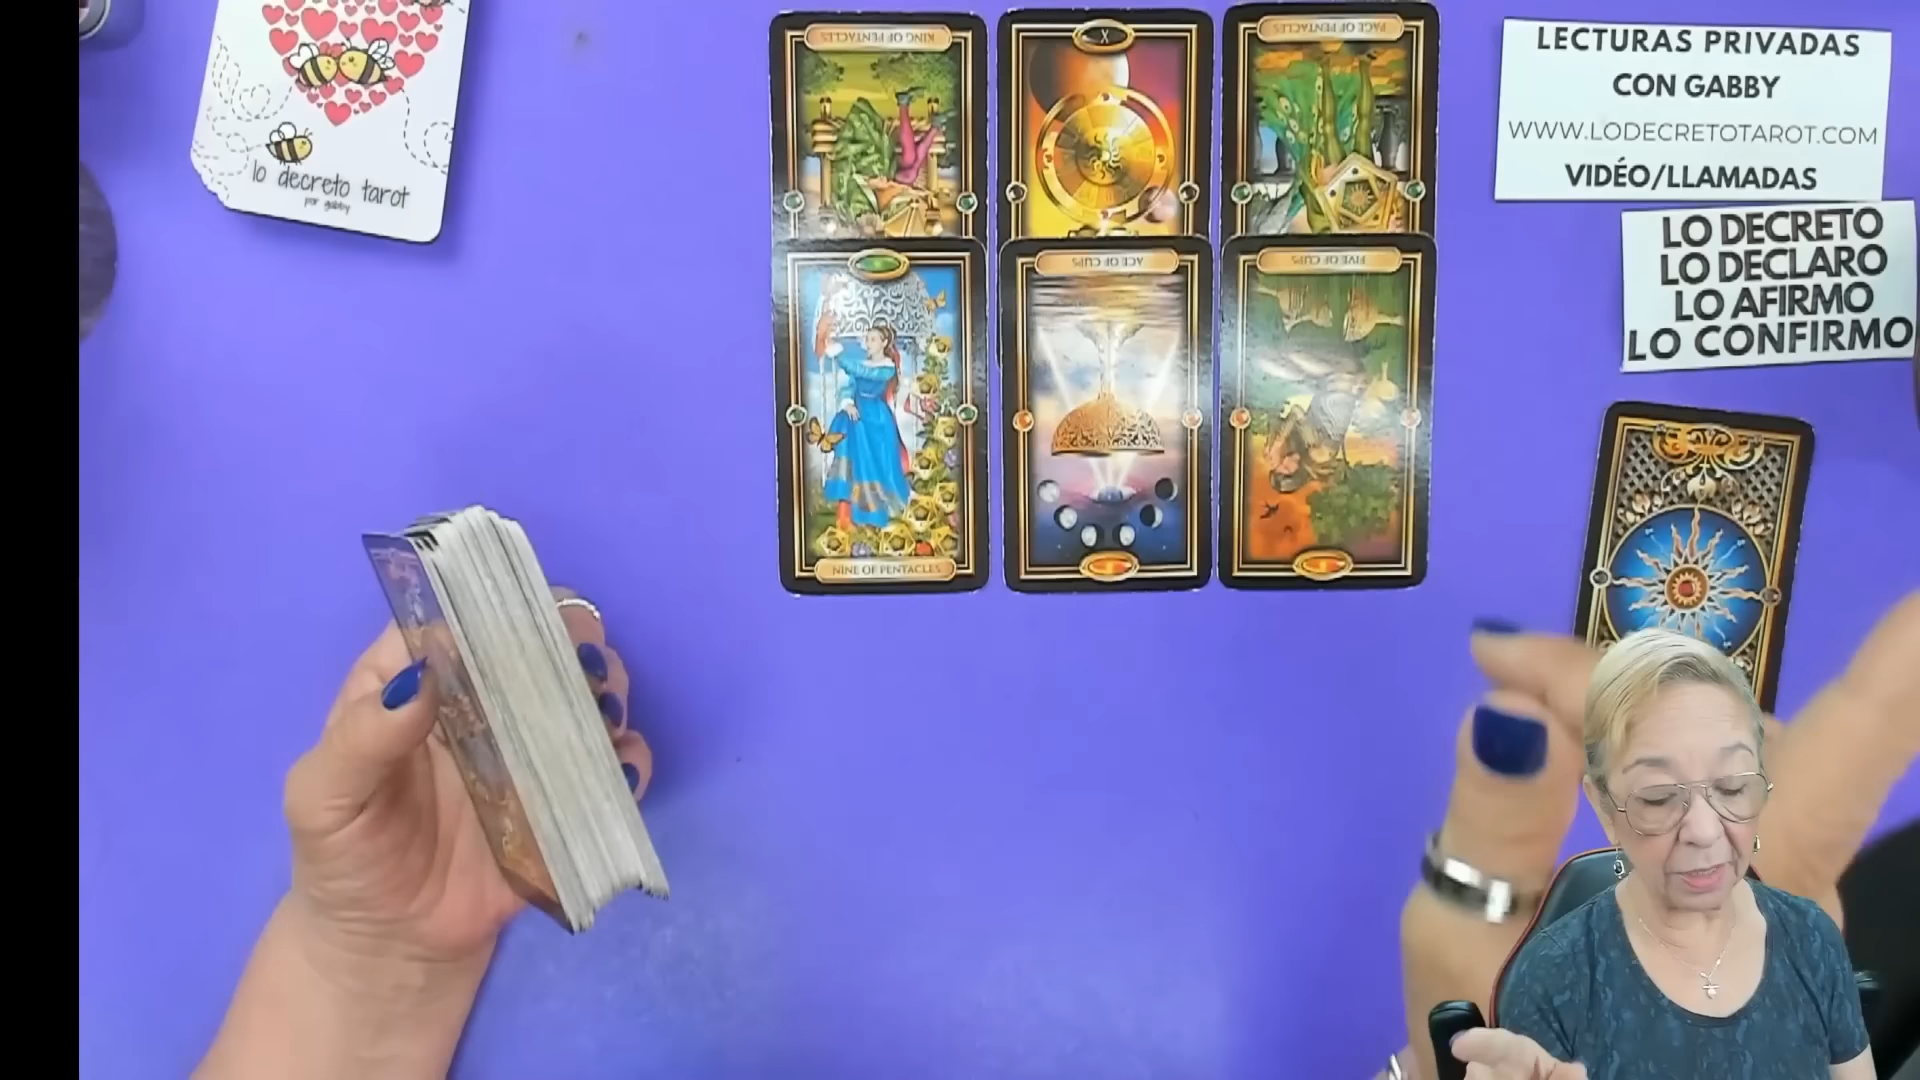 lo decreto tarot
por gabby
KING OF PENTACLES
X
PAGE OF PENTACLES
LECTURAS PRIVADAS
CON GABBY
WWW.LODECRETOTAROT.COM
VIDÉO/LLAMADAS
LO DECRETO
LO DECLARO
LO AFIRMO
LO CONFIRMO
ACE OF CUPS
FIVE OF CUPS
NINE OF PENTACLES